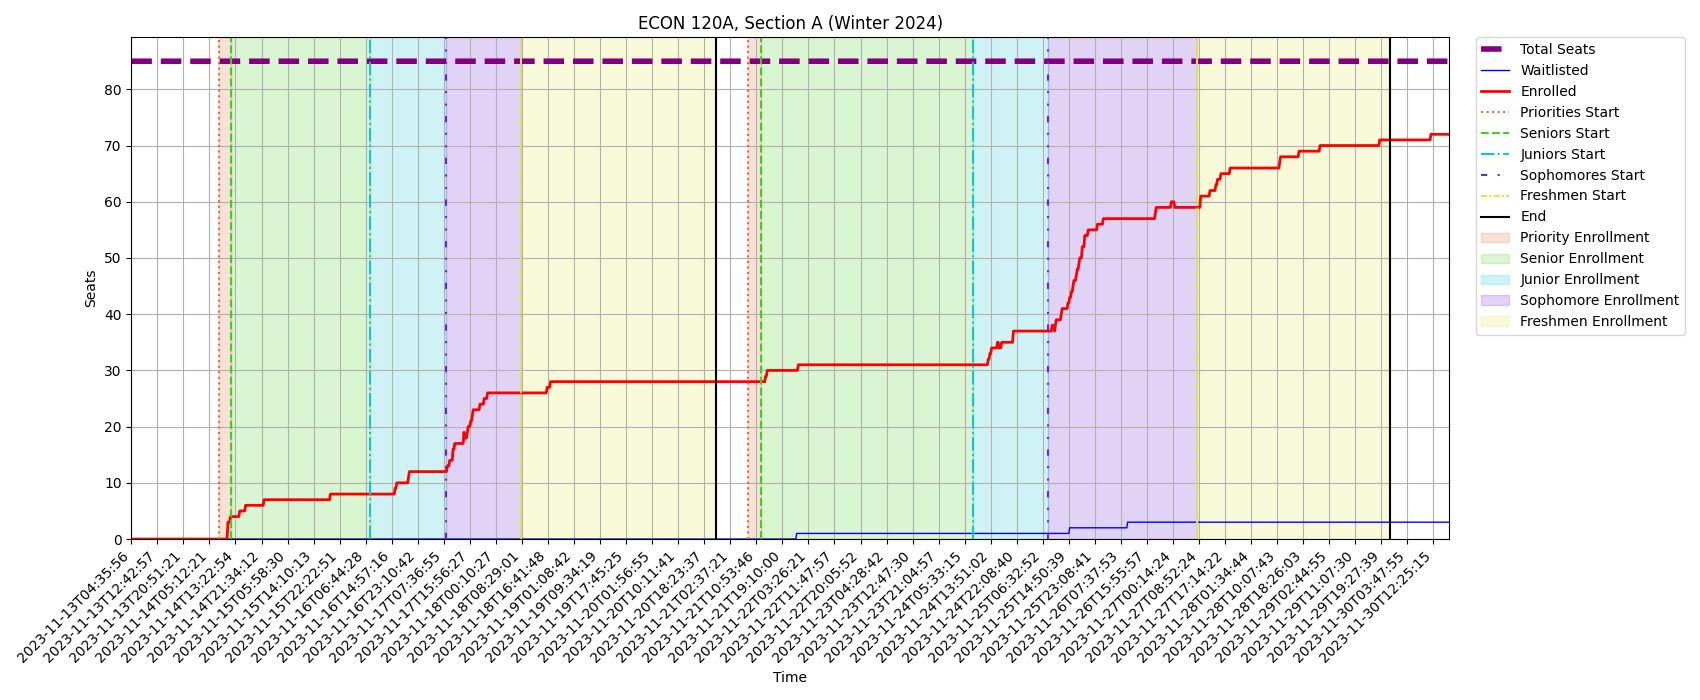 ECON 120A, Section A (Winter 2024)
Seats
80
70
60
50
40
30
20
10
0
2023-11-13T04:35:56
2023-11-13T12:42:57
2023-11-13T20:51:21
2023-11-14T05:12:21
2023-11-14T13:22:54
2023-11-14T21:34:12
2023-11-15T05:58:30
2023-11-15T14:10:13
2023-11-15T22:22:51
2023-11-16T06:44:28
2023-11-16T14:57:16
2023-11-16T23:10:42
2023-11-17T07:36:55
2023-11-17T15:56:27
2023-11-18T00:10:27
2023-11-18T08:29:01
2023-11-18T16:41:48
2023-11-19T01:08:42
2023-11-19T09:34:19
2023-11-19T17:45:25
2023-11-20T01:56:55
2023-11-20T10:11:41
2023-11-20T18:23:37
2023-11-21T02:37:21
2023-11-21T10:53:46
2023-11-21T19:10:00
2023-11-22T03:26:21
2023-11-22T11:47:57
2023-11-22T20:05:52
2023-11-23T04:28:42
2023-11-23T12:47:30
2023-11-23T21:04:57
2023-11-24T05:33:15
2023-11-24T13:51:02
2023-11-24T22:08:40
2023-11-25T06:32:52
2023-11-25T14:50:39
2023-11-25T23:08:41
2023-11-26T07:37:53
2023-11-26T15:55:57
2023-11-27T00:14:24
2023-11-27T08:52:24
2023-11-27T17:14:22
2023-11-28T01:34:44
2023-11-28T10:07:43
2023-11-28T18:26:03
2023-11-29T02:44:55
2023-11-29T11:07:30
2023-11-29T19:27:39
2023-11-30T03:47:55
2023-11-30T12:25:15
Time
Total Seats
Waitlisted
Enrolled
Priorities Start
Seniors Start
Juniors Start
Sophomores Start
Freshmen Start
End
Priority Enrollment
Senior Enrollment
Junior Enrollment
Sophomore Enrollment
Freshmen Enrollment